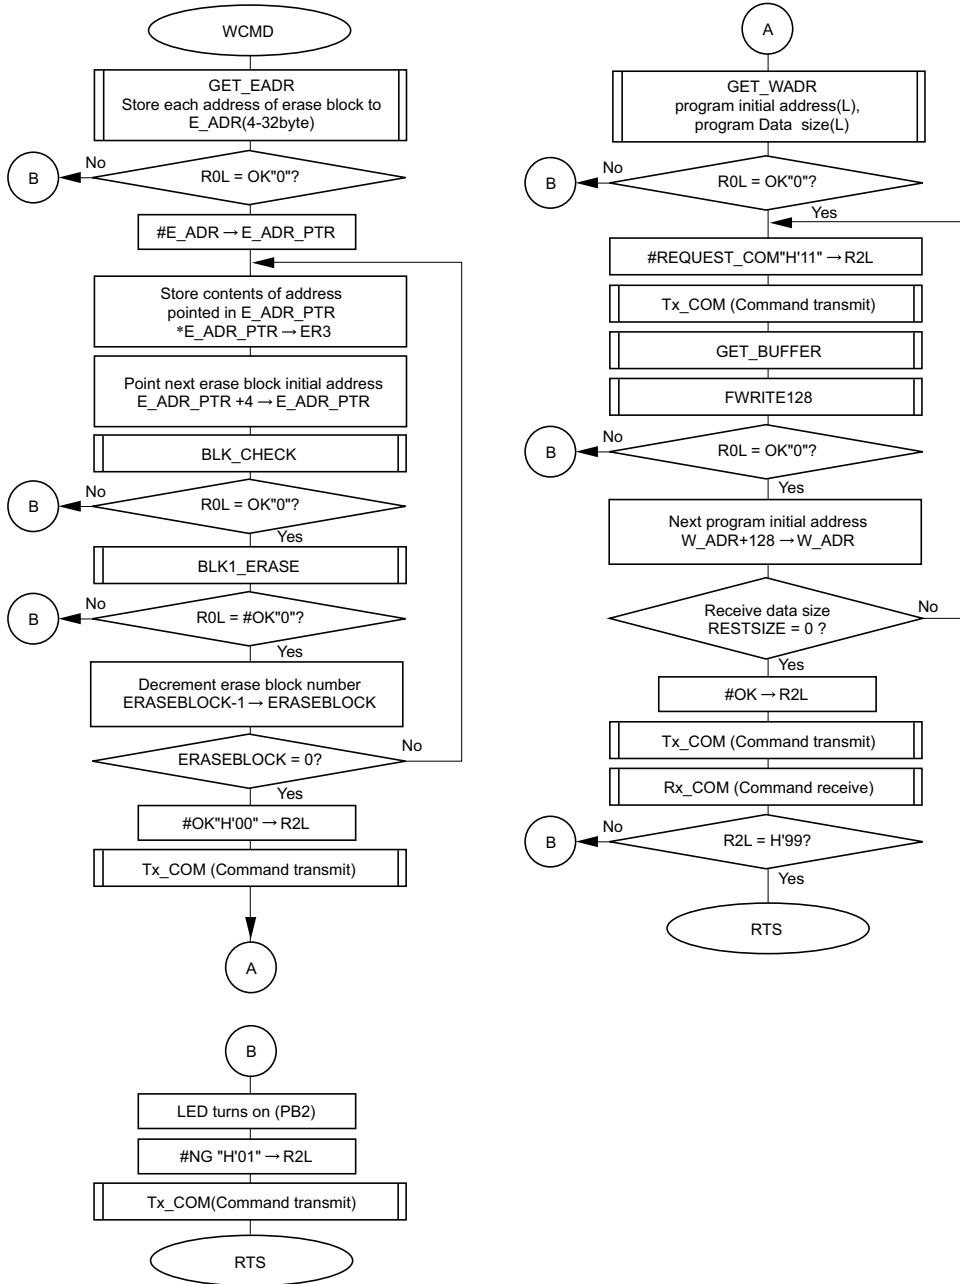 WCMD
GET_EADR
Store each address of erase block to
E_ADR(4-32byte)
No
B
R0L = OK"0"?
#E_ADR → E_ADR_PTR
Store contents of address
pointed in E_ADR_PTR
*E_ADR_PTR → ER3
Point next erase block initial address
E_ADR_PTR +4 → E_ADR_PTR
BLK_CHECK
No
B
R0L = OK"0"?
Yes
BLK1_ERASE
No
B
R0L = #OK"0"?
Yes
Decrement erase block number
ERASEBLOCK-1 → ERASEBLOCK
No
ERASEBLOCK = 0?
Yes
#OK"H'00" → R2L
Tx_COM (Command transmit)
A
B
LED turns on (PB2)
#NG "H'01" → R2L
Tx_COM(Command transmit)
RTS
A
GET_WADR
program initial address(L),
program Data  size(L)
No
B
R0L = OK"0"?
Yes
#REQUEST_COM"H'11" → R2L
Tx_COM (Command transmit)
GET_BUFFER
FWRITE128
No
B
R0L = OK"0"?
Yes
Next program initial address
W_ADR+128 → W_ADR
Receive data size
RESTSIZE = 0 ?
No
Yes
#OK → R2L
Tx_COM (Command transmit)
Rx_COM (Command receive)
No
B
R2L = H'99?
Yes
RTS